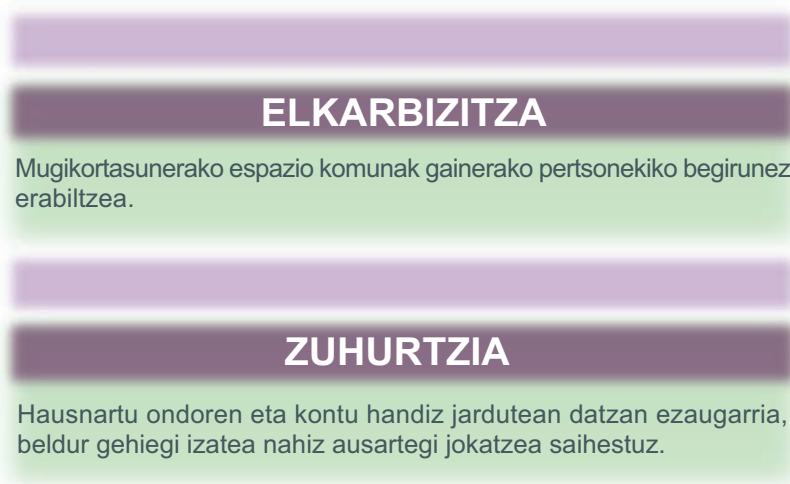 ELKARBIZITZA
Mugikortasunerako espazio komunak gainerako pertsonekiko begirunez
erabiltzea.
ZUHURTZIA
Hausnartu ondoren eta kontu handiz jardutean datzan ezaugarria,
beldur gehiegi izatea nahiz ausartegi jokatzea saihestuz.